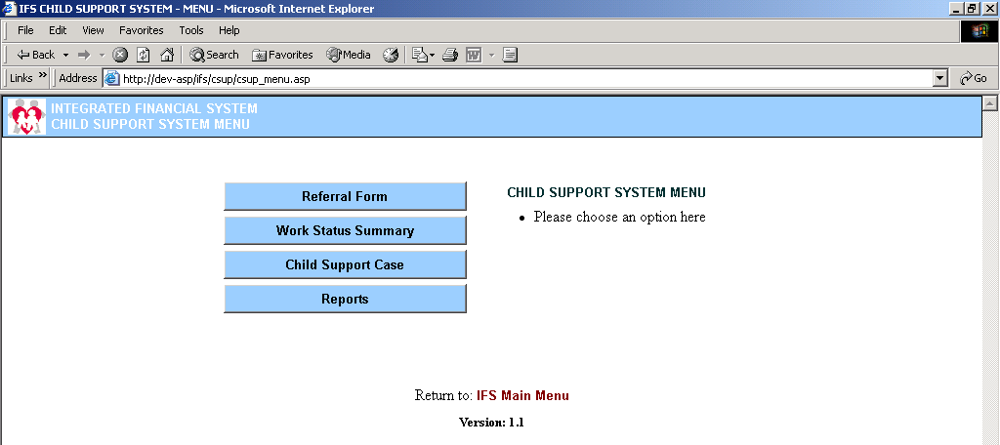 IFS CHILD SUPPORT SYSTEM - MENU - Microsoft Internet Explorer
File Edit View Favorites Tools Help
Back Search Favorites Media
Links » Address http://dev-asp/ifs/csup/csup_menu.asp Go
INTEGRATED FINANCIAL SYSTEM
CHILD SUPPORT SYSTEM MENU
Referral Form
Work Status Summary
Child Support Case
Reports
CHILD SUPPORT SYSTEM MENU
• Please choose an option here
Return to: IFS Main Menu
Version: 1.1